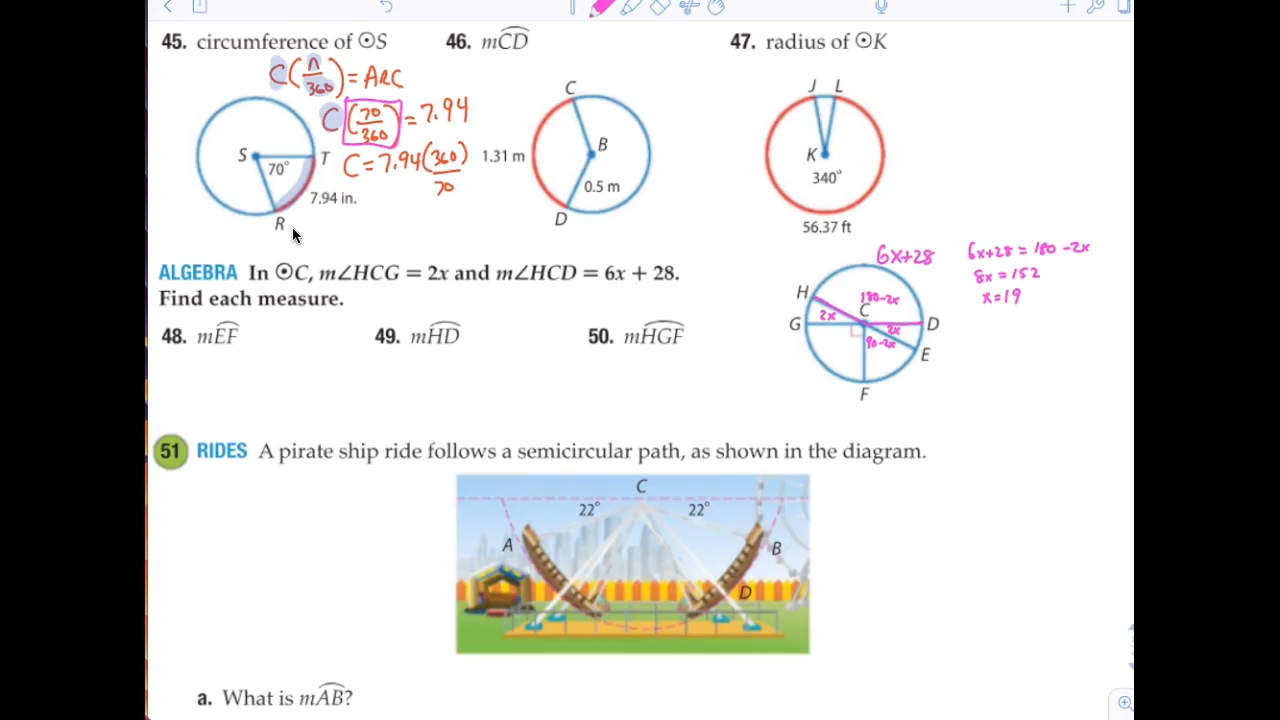 45. circumference of ⊙S
46. mCD
47. radius of ⊙K
C(n/360) = ARC
C(70/360) = 7.94
C = 7.94(360/70)
S
T
R
70°
7.94 in.
C
B
D
1.31 m
0.5 m
J L
K
340°
56.37 ft
ALGEBRA In ⊙C, m∠HCG = 2x and m∠HCD = 6x + 28.
Find each measure.
48. mEF
49. mHD
50. mHGF
6x+28
6x+28 = 180-2x
8x = 152
x=19
H
180-2x
C
2x
G
D
2x
90-2x
E
F
51 RIDES A pirate ship ride follows a semicircular path, as shown in the diagram.
C
22° 22°
A
B
D
a. What is mAB?